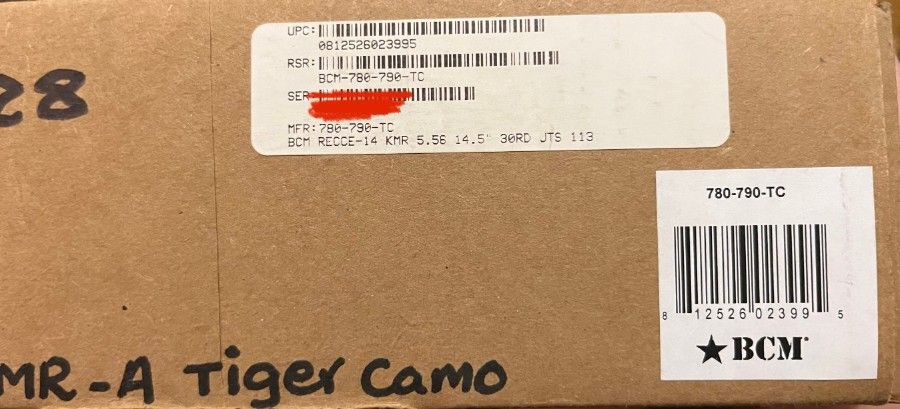 UPC:
0812526023995
RSR:
BCM-780-790-TC
SER
MFR:780-790-TC
BCM RECCE-14 KMR 5.56 14.5" 30RD JTS 113
28
780-790-TC
8 12526 02399 5
BCM
MR-A Tiger Camo